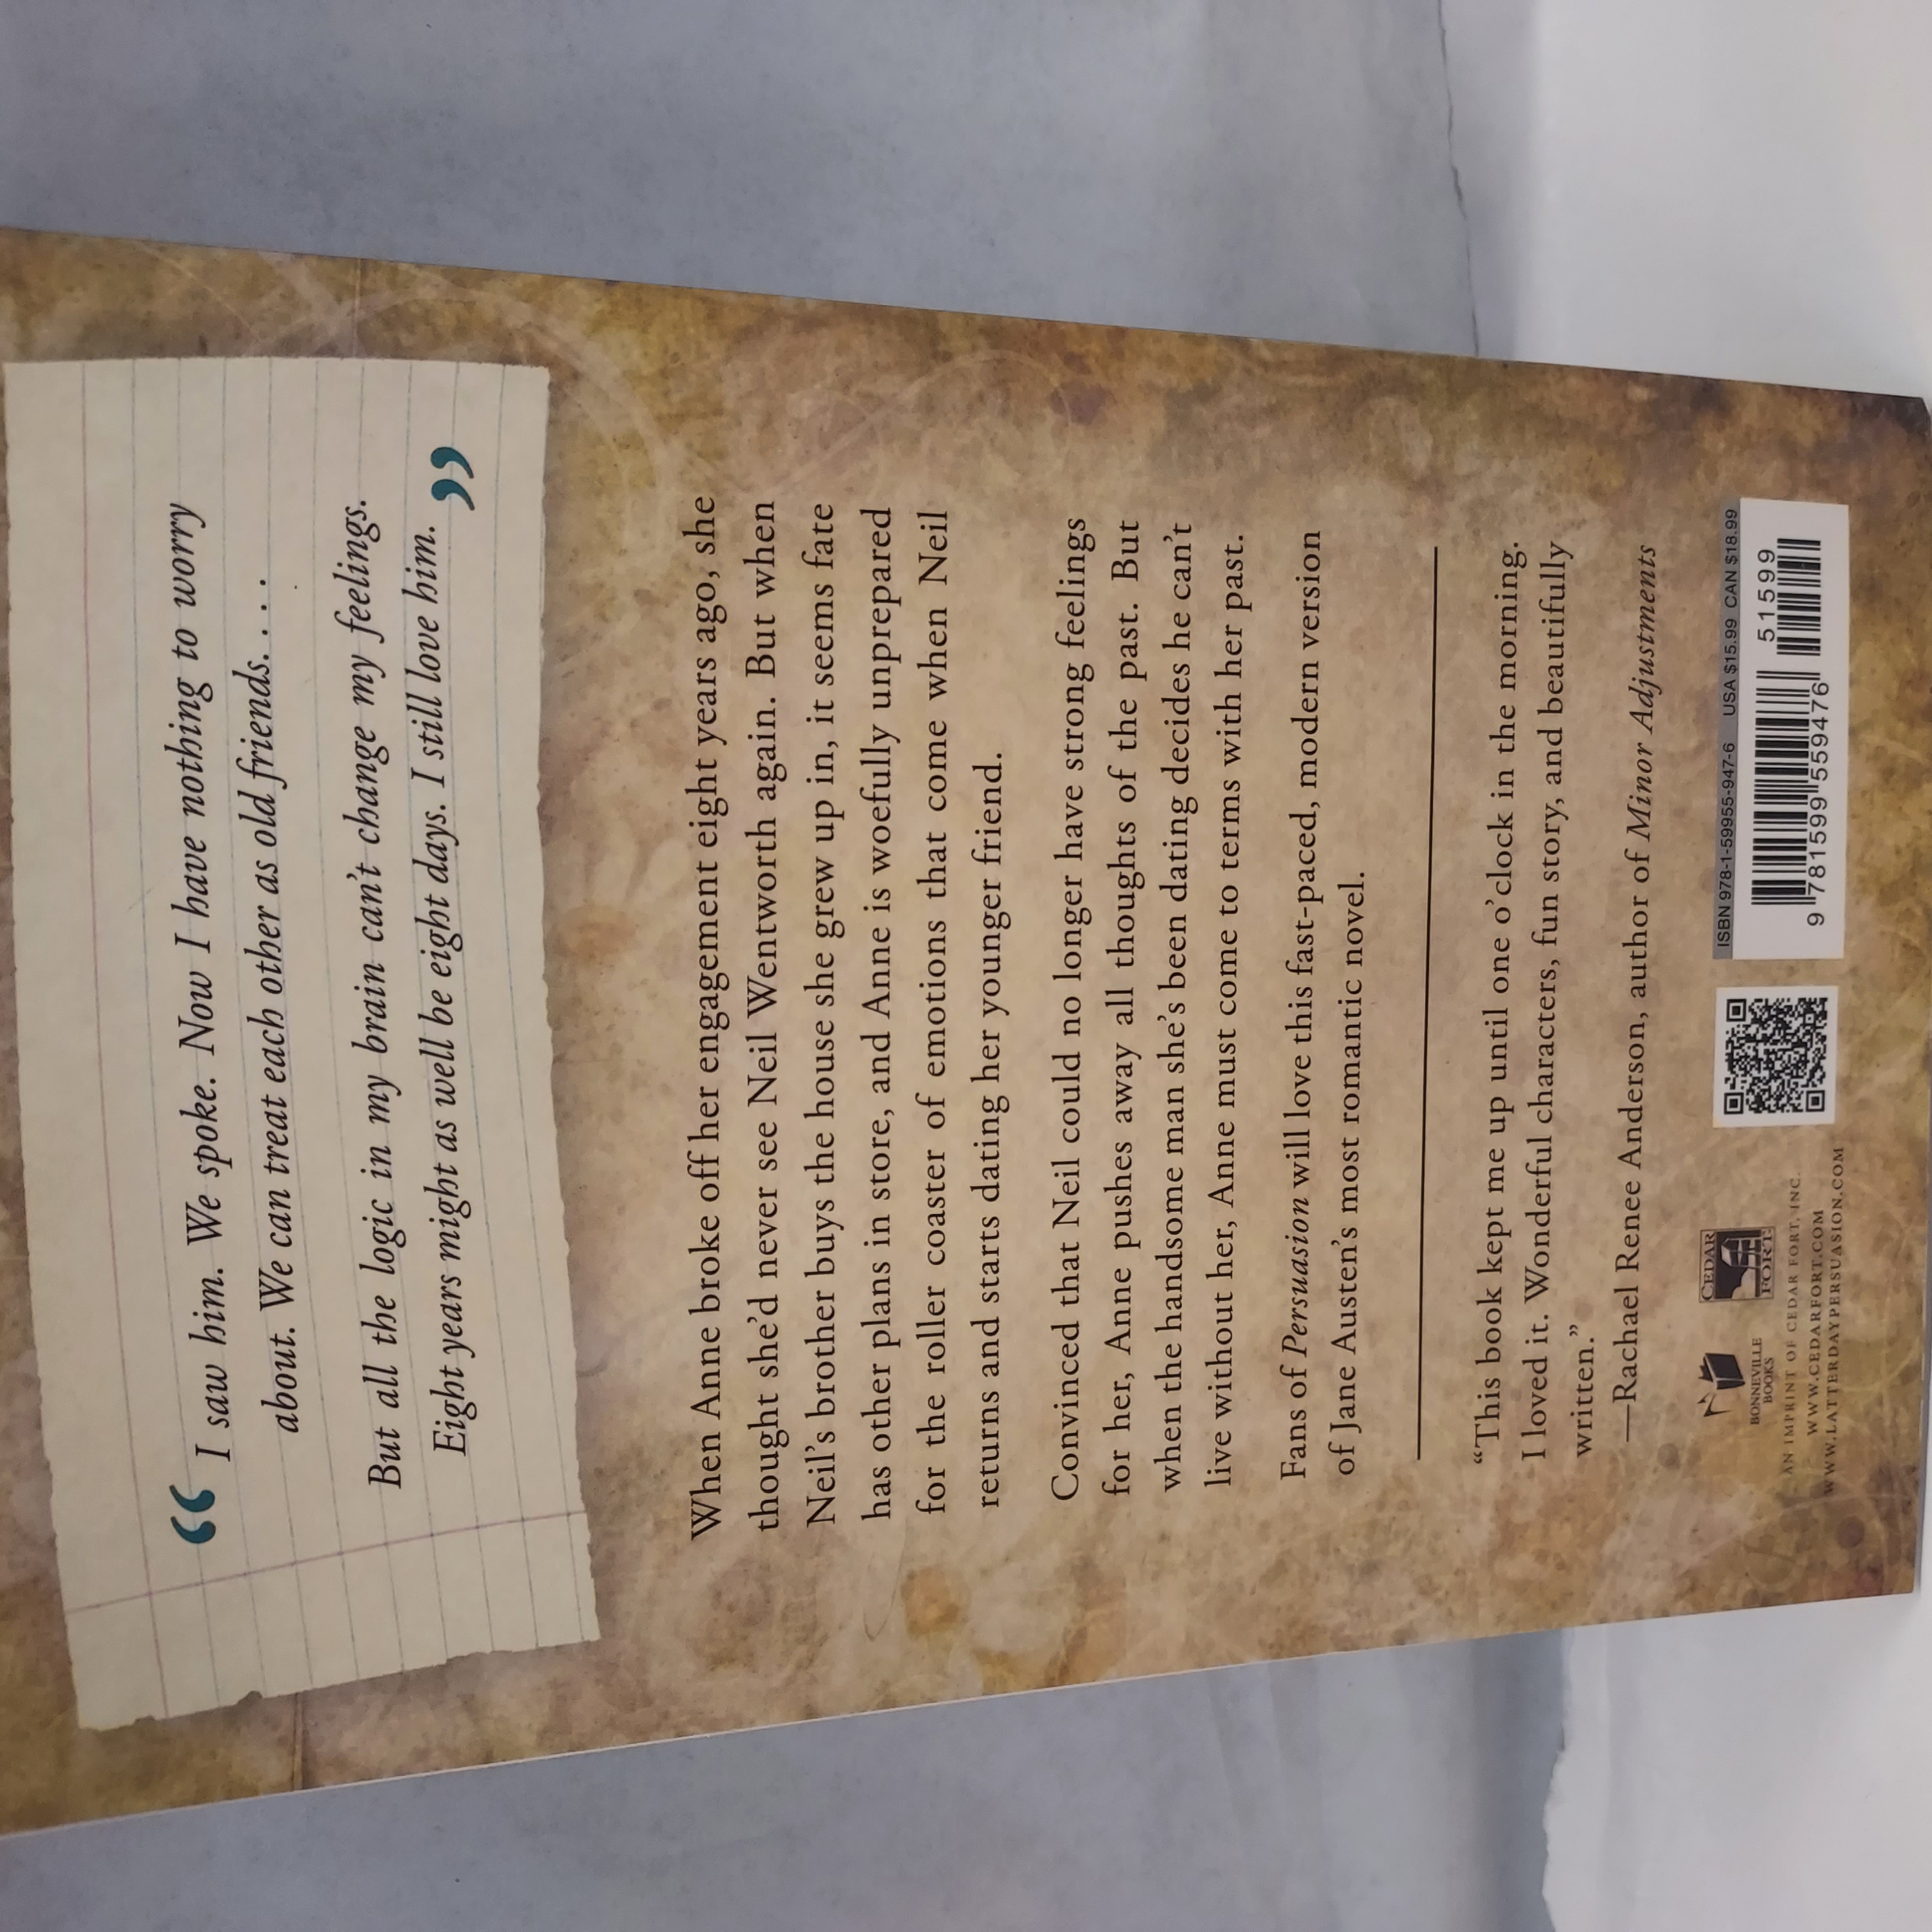 “ I saw him. We spoke. Now I have nothing to worry
about. We can treat each other as old friends. . . .
But all the logic in my brain can't change my feelings.
Eight years might as well be eight days. I still love him. ”
When Anne broke off her engagement eight years ago, she
thought she’d never see Neil Wentworth again. But when
Neil’s brother buys the house she grew up in, it seems fate
has other plans in store, and Anne is woefully unprepared
for the roller coaster of emotions that come when Neil
returns and starts dating her younger friend.
Convinced that Neil could no longer have strong feelings
for her, Anne pushes away all thoughts of the past. But
when the handsome man she’s been dating decides he can’t
live without her, Anne must come to terms with her past.
Fans of Persuasion will love this fast-paced, modern version
of Jane Austen’s most romantic novel.
“This book kept me up until one o’clock in the morning.
I loved it. Wonderful characters, fun story, and beautifully
written.”
—Rachael Renee Anderson, author of Minor Adjustments
BONNEVILLE
BOOKS
CEDAR
FORT
AN IMPRINT OF CEDAR FORT, INC.
WWW.CEDARFORT.COM
WWW.LATTERDAYPERSUASION.COM
ISBN 978-1-59955-947-6 USA $15.99 CAN $18.99
51599
9 781599 559476